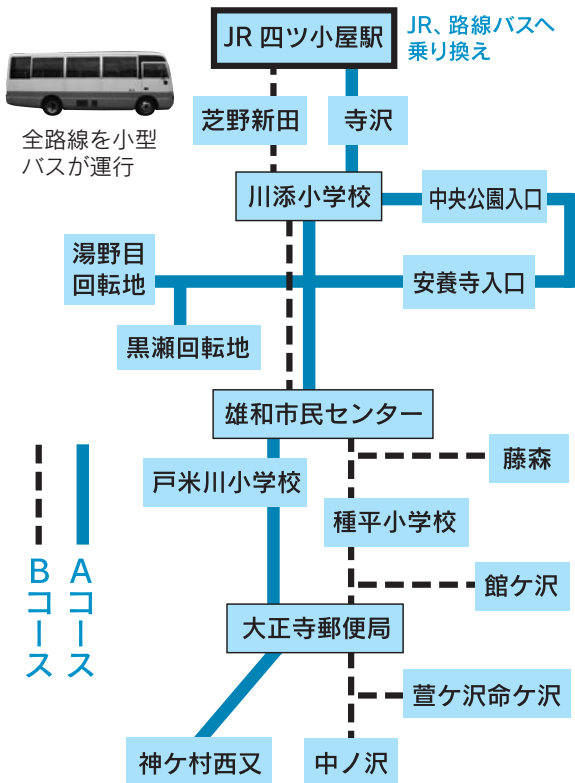 JR 四ツ小屋駅
JR、路線バスへ
乗り換え
全路線を小型
バスが運行
芝野新田
寺沢
川添小学校
中央公園入口
湯野目
回転地
安養寺入口
黒瀬回転地
雄和市民センター
藤森
戸米川小学校
種平小学校
館ケ沢
Aコース
Bコース
大正寺郵便局
萱ケ沢命ケ沢
神ケ村西又
中ノ沢